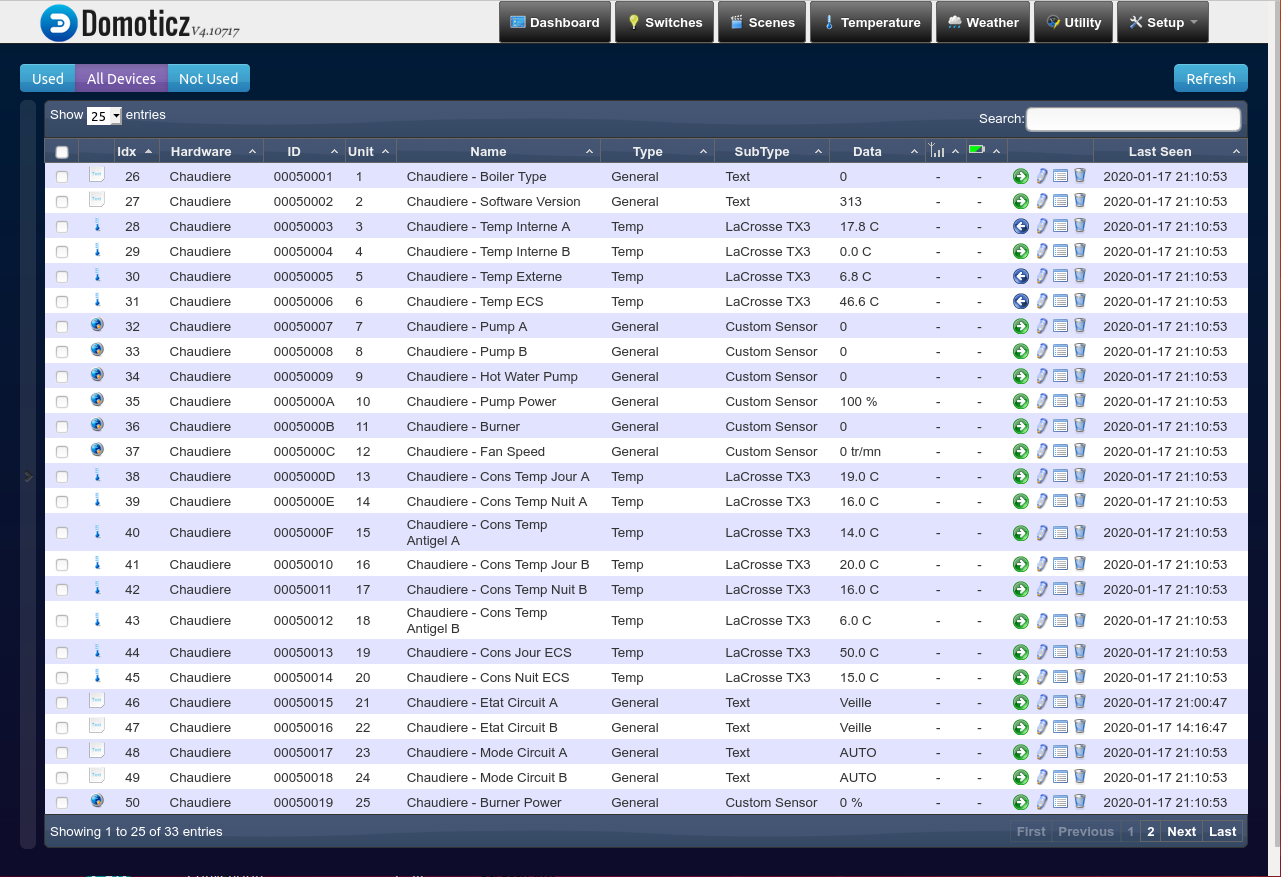 Domoticz V4.10717
Dashboard Switches Scenes Temperature Weather Utility Setup
Used All Devices Not Used Refresh
Show 25 entries Search:
Idx Hardware ID Unit Name Type SubType Data Last Seen
26 Chaudiere 00050001 1 Chaudiere - Boiler Type General Text 0 - - 2020-01-17 21:10:53
27 Chaudiere 00050002 2 Chaudiere - Software Version General Text 313 - - 2020-01-17 21:10:53
28 Chaudiere 00050003 3 Chaudiere - Temp Interne A Temp LaCrosse TX3 17.8 C - - 2020-01-17 21:10:53
29 Chaudiere 00050004 4 Chaudiere - Temp Interne B Temp LaCrosse TX3 0.0 C - - 2020-01-17 21:10:53
30 Chaudiere 00050005 5 Chaudiere - Temp Externe Temp LaCrosse TX3 6.8 C - - 2020-01-17 21:10:53
31 Chaudiere 00050006 6 Chaudiere - Temp ECS Temp LaCrosse TX3 46.6 C - - 2020-01-17 21:10:53
32 Chaudiere 00050007 7 Chaudiere - Pump A General Custom Sensor 0 - - 2020-01-17 21:10:53
33 Chaudiere 00050008 8 Chaudiere - Pump B General Custom Sensor 0 - - 2020-01-17 21:10:53
34 Chaudiere 00050009 9 Chaudiere - Hot Water Pump General Custom Sensor 0 - - 2020-01-17 21:10:53
35 Chaudiere 0005000A 10 Chaudiere - Pump Power General Custom Sensor 100 % - - 2020-01-17 21:10:53
36 Chaudiere 0005000B 11 Chaudiere - Burner General Custom Sensor 0 - - 2020-01-17 21:10:53
37 Chaudiere 0005000C 12 Chaudiere - Fan Speed General Custom Sensor 0 tr/mn - - 2020-01-17 21:10:53
38 Chaudiere 0005000D 13 Chaudiere - Cons Temp Jour A Temp LaCrosse TX3 19.0 C - - 2020-01-17 21:10:53
39 Chaudiere 0005000E 14 Chaudiere - Cons Temp Nuit A Temp LaCrosse TX3 16.0 C - - 2020-01-17 21:10:53
40 Chaudiere 0005000F 15 Chaudiere - Cons Temp
Antigel A Temp LaCrosse TX3 14.0 C - - 2020-01-17 21:10:53
41 Chaudiere 00050010 16 Chaudiere - Cons Temp Jour B Temp LaCrosse TX3 20.0 C - - 2020-01-17 21:10:53
42 Chaudiere 00050011 17 Chaudiere - Cons Temp Nuit B Temp LaCrosse TX3 16.0 C - - 2020-01-17 21:10:53
43 Chaudiere 00050012 18 Chaudiere - Cons Temp
Antigel B Temp LaCrosse TX3 6.0 C - - 2020-01-17 21:10:53
44 Chaudiere 00050013 19 Chaudiere - Cons Jour ECS Temp LaCrosse TX3 50.0 C - - 2020-01-17 21:10:53
45 Chaudiere 00050014 20 Chaudiere - Cons Nuit ECS Temp LaCrosse TX3 15.0 C - - 2020-01-17 21:10:53
46 Chaudiere 00050015 21 Chaudiere - Etat Circuit A General Text Veille - - 2020-01-17 21:00:47
47 Chaudiere 00050016 22 Chaudiere - Etat Circuit B General Text Veille - - 2020-01-17 14:16:47
48 Chaudiere 00050017 23 Chaudiere - Mode Circuit A General Text AUTO - - 2020-01-17 21:10:53
49 Chaudiere 00050018 24 Chaudiere - Mode Circuit B General Text AUTO - - 2020-01-17 21:10:53
50 Chaudiere 00050019 25 Chaudiere - Burner Power General Custom Sensor 0 % - - 2020-01-17 21:10:53
Showing 1 to 25 of 33 entries First Previous 1 2 Next Last